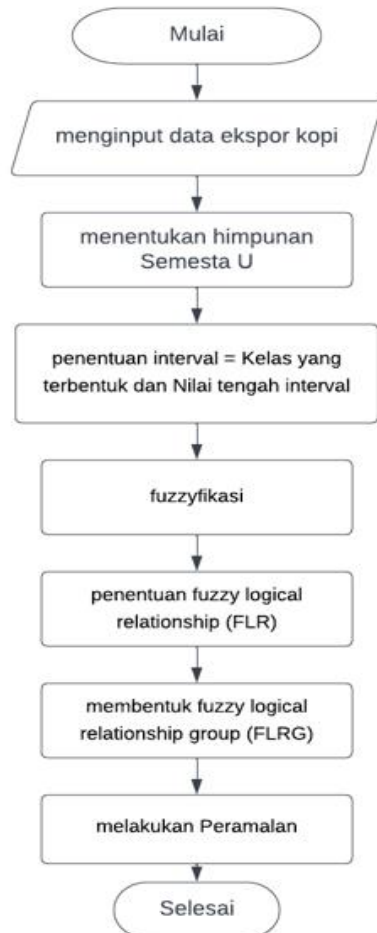 Mulai
menginput data ekspor kopi
menentukan himpunan
Semesta U
penentuan interval = Kelas yang
terbentuk dan Nilai tengah interval
fuzzyfikasi
penentuan fuzzy logical
relationship (FLR)
membentuk fuzzy logical
relationship group (FLRG)
melakukan Peramalan
Selesai